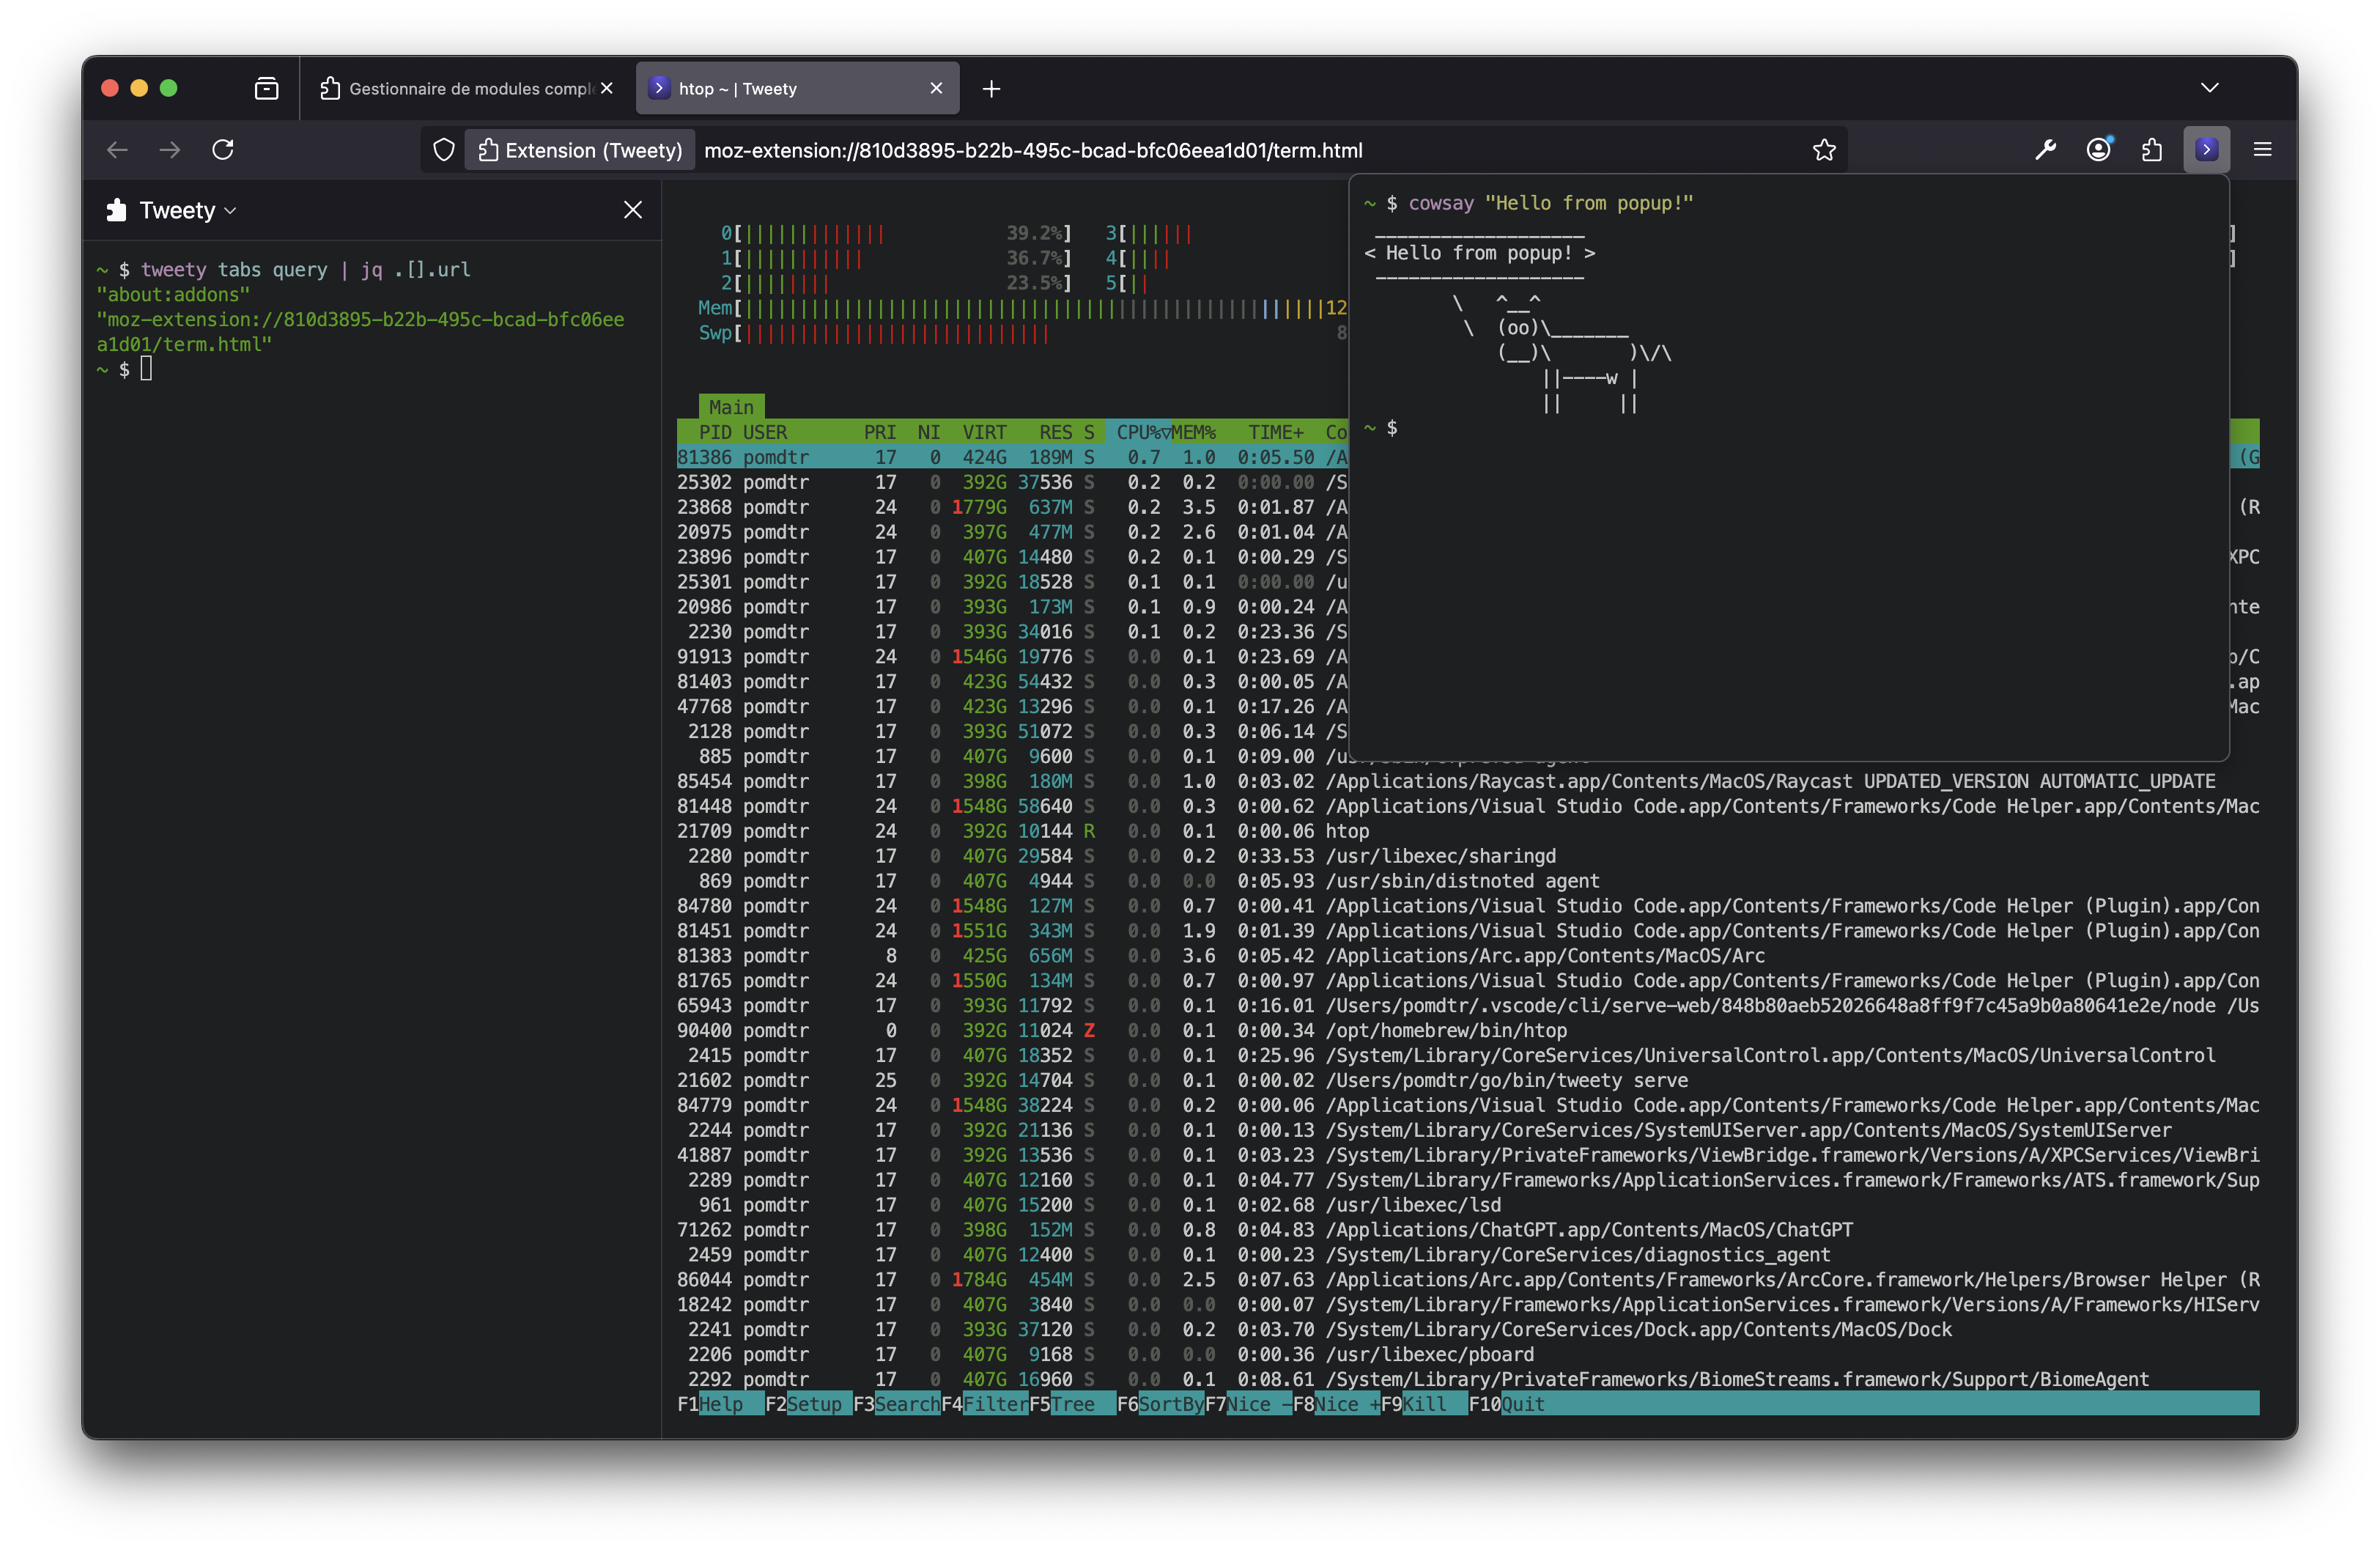 Gestionnaire de modules complé
htop ~ | Tweety
Extension (Tweety) moz-extension://810d3895-b22b-495c-bcad-bfc06eea1d01/term.html
Tweety
~ $ tweety tabs query | jq .[].url
"about:addons"
"moz-extension://810d3895-b22b-495c-bcad-bfc06ee
a1d01/term.html"
~ $
0[||||||||||||| 39.2%] 3[||||||
1[||||||||||| 36.7%] 4[||||
2[|||||||| 23.5%] 5[||
Mem[||||||||||||||||||||||||||||||||||||||||||||||||||||12
Swp[|||||||||||||||||||||||||||| 8
Main
PID USER PRI NI VIRT RES S CPU%▽MEM% TIME+ Co
81386 pomdtr 17 0 424G 189M S 0.7 1.0 0:05.50 /A (G
25302 pomdtr 17 0 392G 37536 S 0.2 0.2 0:00.00 /S
23868 pomdtr 24 0 1779G 637M S 0.2 3.5 0:01.87 /A (R
20975 pomdtr 24 0 397G 477M S 0.2 2.6 0:01.04 /A
23896 pomdtr 17 0 407G 14480 S 0.2 0.1 0:00.29 /S XPC
25301 pomdtr 17 0 392G 18528 S 0.1 0.1 0:00.00 /u
20986 pomdtr 17 0 393G 173M S 0.1 0.9 0:00.24 /A nte
2230 pomdtr 17 0 393G 34016 S 0.1 0.2 0:23.36 /S
91913 pomdtr 24 0 1546G 19776 S 0.0 0.1 0:23.69 /A /C
81403 pomdtr 17 0 423G 54432 S 0.0 0.3 0:00.05 /A .ap
47768 pomdtr 17 0 423G 13296 S 0.0 0.1 0:17.26 /A Mac
2128 pomdtr 17 0 393G 51072 S 0.0 0.3 0:06.14 /S
885 pomdtr 17 0 407G 9600 S 0.0 0.1 0:09.00 /u
85454 pomdtr 17 0 398G 180M S 0.0 1.0 0:03.02 /Applications/Raycast.app/Contents/MacOS/Raycast UPDATED_VERSION AUTOMATIC_UPDATE
81448 pomdtr 24 0 1548G 58640 S 0.0 0.3 0:00.62 /Applications/Visual Studio Code.app/Contents/Frameworks/Code Helper.app/Contents/Mac
21709 pomdtr 24 0 392G 10144 R 0.0 0.1 0:00.06 htop
2280 pomdtr 17 0 407G 29584 S 0.0 0.2 0:33.53 /usr/libexec/sharingd
869 pomdtr 17 0 407G 4944 S 0.0 0.0 0:05.93 /usr/sbin/distnoted agent
84780 pomdtr 24 0 1548G 127M S 0.0 0.7 0:00.41 /Applications/Visual Studio Code.app/Contents/Frameworks/Code Helper (Plugin).app/Con
81451 pomdtr 24 0 1551G 343M S 0.0 1.9 0:01.39 /Applications/Visual Studio Code.app/Contents/Frameworks/Code Helper (Plugin).app/Con
81383 pomdtr 8 0 425G 656M S 0.0 3.6 0:05.42 /Applications/Arc.app/Contents/MacOS/Arc
81765 pomdtr 24 0 1550G 134M S 0.0 0.7 0:00.97 /Applications/Visual Studio Code.app/Contents/Frameworks/Code Helper (Plugin).app/Con
65943 pomdtr 17 0 393G 11792 S 0.0 0.1 0:16.01 /Users/pomdtr/.vscode/cli/serve-web/848b80aeb52026648a8ff9f7c45a9b0a80641e2e/node /Us
90400 pomdtr 0 0 392G 11024 Z 0.0 0.1 0:00.34 /opt/homebrew/bin/htop
2415 pomdtr 17 0 407G 18352 S 0.0 0.1 0:25.96 /System/Library/CoreServices/UniversalControl.app/Contents/MacOS/UniversalControl
21602 pomdtr 25 0 392G 14704 S 0.0 0.1 0:00.02 /Users/pomdtr/go/bin/tweety serve
84779 pomdtr 24 0 1548G 38224 S 0.0 0.2 0:00.06 /Applications/Visual Studio Code.app/Contents/Frameworks/Code Helper.app/Contents/Mac
2244 pomdtr 17 0 392G 21136 S 0.0 0.1 0:00.13 /System/Library/CoreServices/SystemUIServer.app/Contents/MacOS/SystemUIServer
41887 pomdtr 17 0 392G 13536 S 0.0 0.1 0:03.23 /System/Library/PrivateFrameworks/ViewBridge.framework/Versions/A/XPCServices/ViewBri
2289 pomdtr 17 0 407G 12160 S 0.0 0.1 0:04.77 /System/Library/Frameworks/ApplicationServices.framework/Frameworks/ATS.framework/Sup
961 pomdtr 17 0 407G 15200 S 0.0 0.1 0:02.68 /usr/libexec/lsd
71262 pomdtr 17 0 398G 152M S 0.0 0.8 0:04.83 /Applications/ChatGPT.app/Contents/MacOS/ChatGPT
2459 pomdtr 17 0 407G 12400 S 0.0 0.1 0:00.23 /System/Library/CoreServices/diagnostics_agent
86044 pomdtr 17 0 1784G 454M S 0.0 2.5 0:07.63 /Applications/Arc.app/Contents/Frameworks/ArcCore.framework/Helpers/Browser Helper (R
18242 pomdtr 17 0 407G 3840 S 0.0 0.0 0:00.07 /System/Library/Frameworks/ApplicationServices.framework/Versions/A/Frameworks/HIServ
2241 pomdtr 17 0 393G 37120 S 0.0 0.2 0:03.70 /System/Library/CoreServices/Dock.app/Contents/MacOS/Dock
2206 pomdtr 17 0 407G 9168 S 0.0 0.0 0:00.36 /usr/libexec/pboard
2292 pomdtr 17 0 407G 16960 S 0.0 0.1 0:08.61 /System/Library/PrivateFrameworks/BiomeStreams.framework/Support/BiomeAgent
F1Help F2Setup F3SearchF4FilterF5Tree F6SortByF7Nice -F8Nice +F9Kill F10Quit
~ $ cowsay "Hello from popup!"
___________________
< Hello from popup! >
-------------------
\ ^__^
\ (oo)\_______
(__)\ )\/\
||----w |
|| ||
~ $